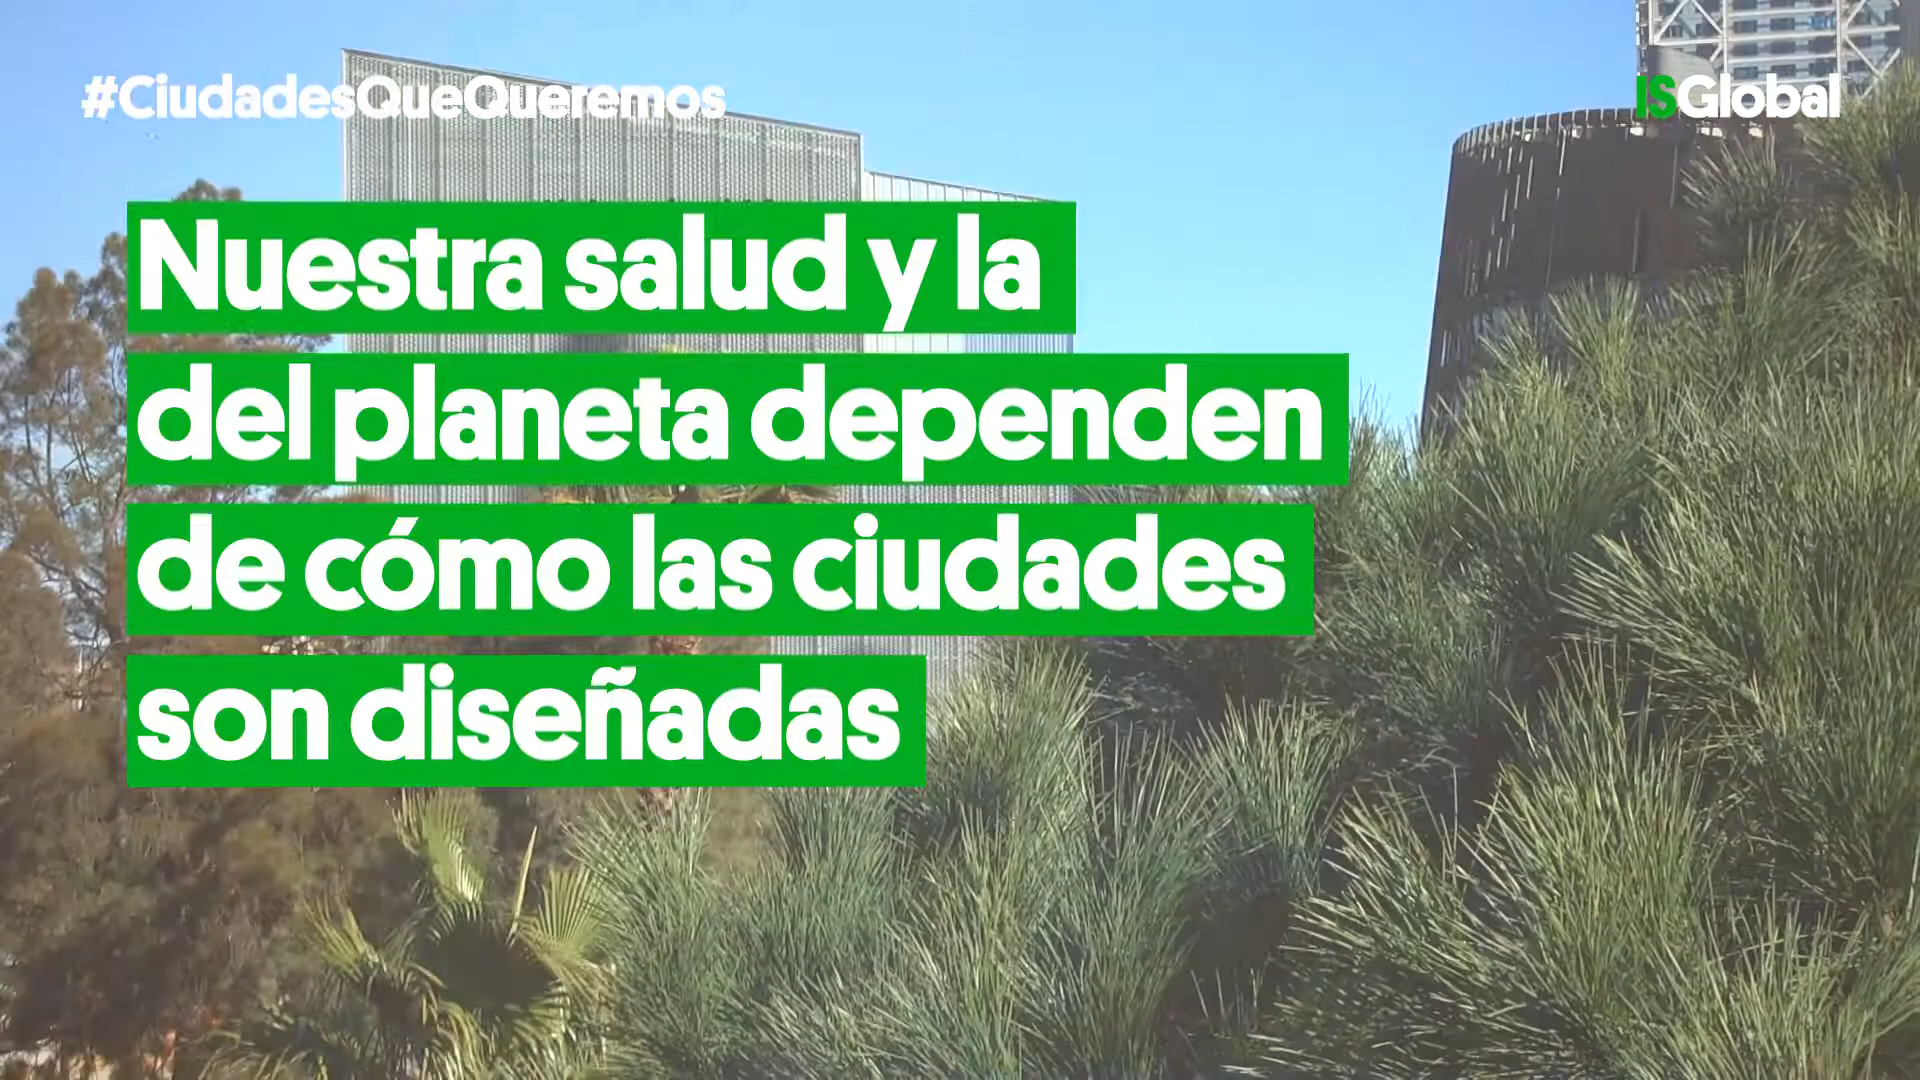 #CiudadesQueQueremos
ISGlobal
Nuestra salud y la
del planeta dependen
de cómo las ciudades
son diseñadas